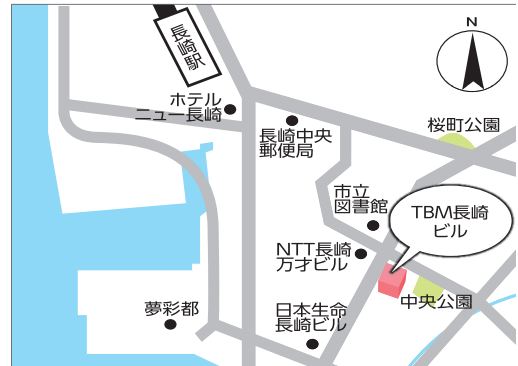 長崎駅
N
ホテル
ニュー長崎
長崎中央
郵便局
桜町公園
市立
図書館
TBM長崎
ビル
NTT長崎
万才ビル
中央公園
夢彩都
日本生命
長崎ビル